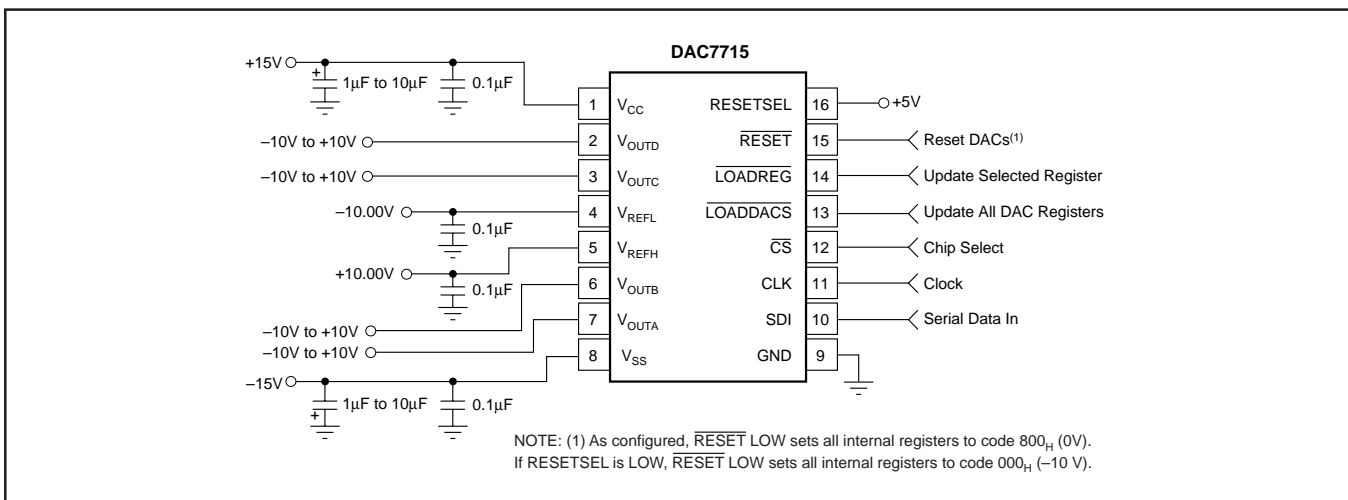 DAC7715
+15V
+ 1µF to 10µF 0.1µF
1 VCC RESETSEL 16 +5V
–10V to +10V 2 VOUTD RESET 15 Reset DACs(1)
–10V to +10V 3 VOUTC LOADREG 14 Update Selected Register
–10.00V 4 VREFL LOADDACS 13 Update All DAC Registers
0.1µF
5 VREFH CS 12 Chip Select
+10.00V
0.1µF
6 VOUTB CLK 11 Clock
–10V to +10V
7 VOUTA SDI 10 Serial Data In
–10V to +10V
8 VSS GND 9
–15V
+ 1µF to 10µF 0.1µF
NOTE: (1) As configured, RESET LOW sets all internal registers to code 800H (0V).
If RESETSEL is LOW, RESET LOW sets all internal registers to code 000H (–10 V).